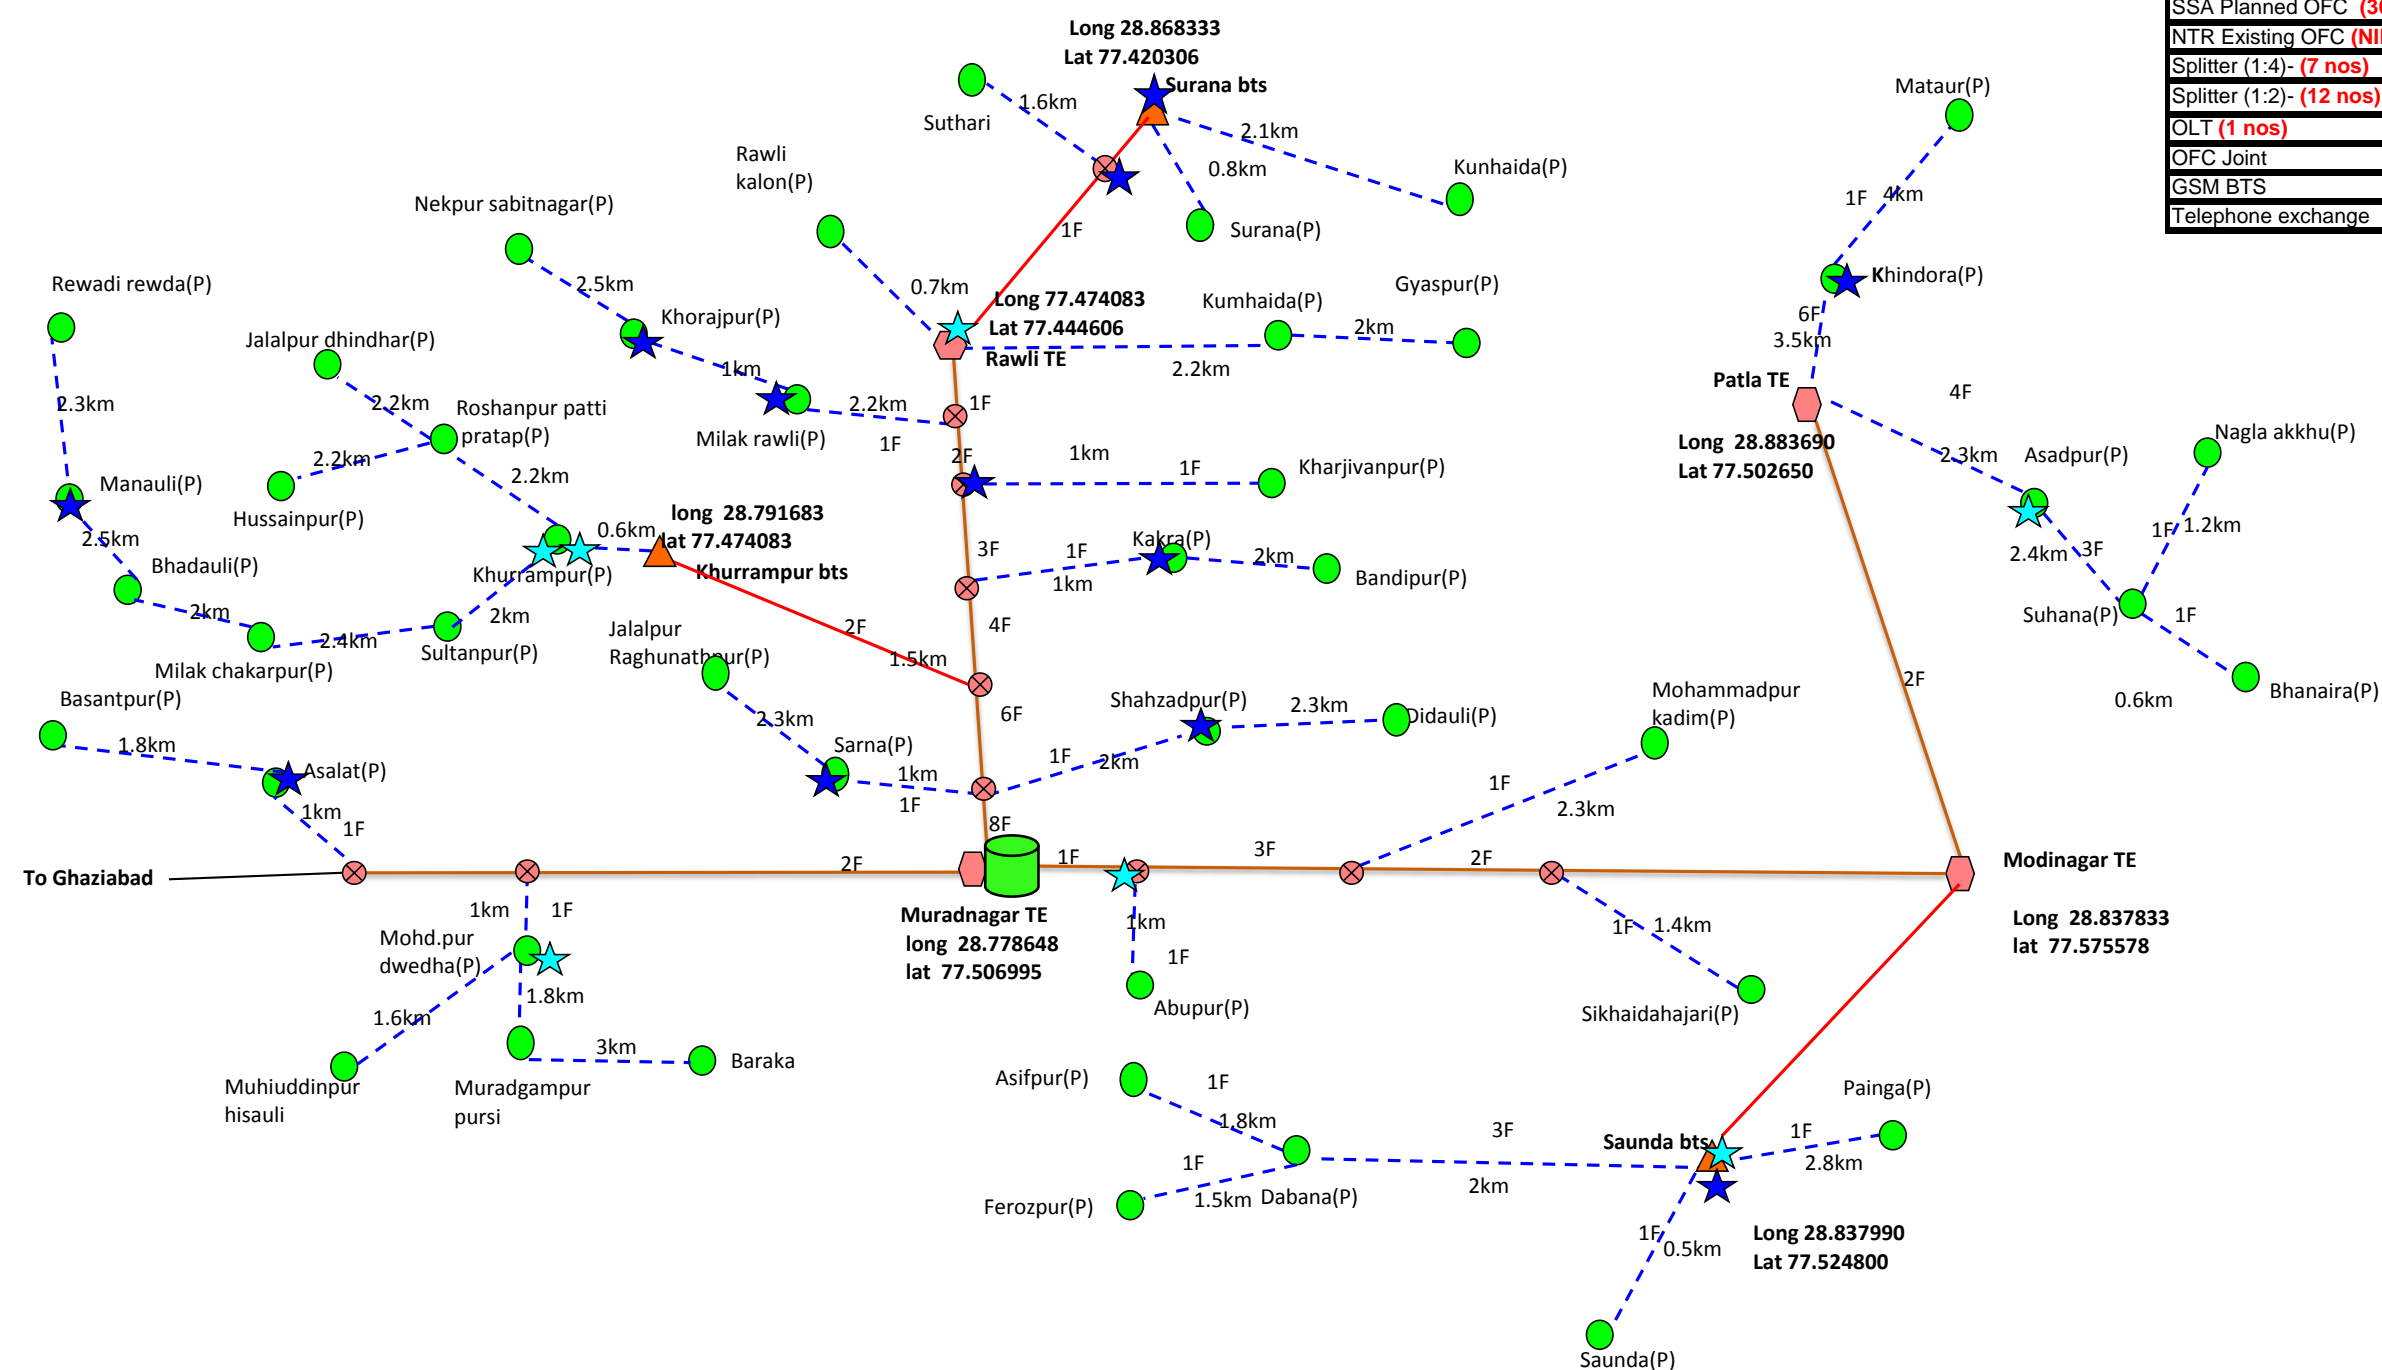 Long 28.868333
Lat 77.420306
Surana bts
Suthari
1.6km
2.1km
0.8km
Kunhaida(P)
Surana(P)
1F
Rawli
kalon(P)
0.7km
Nekpur sabitnagar(P)
2.5km
Khorajpur(P)
1km
Milak rawli(P)
2.2km
1F
1F
Long 77.474083
Lat 77.444606
Rawli TE
Kumhaida(P)
Gyaspur(P)
2km
2.2km
SSA Planned OFC
NTR Existing OFC
Splitter (1:4)- (7 nos)
Splitter (1:2)- (12 nos)
OLT (1 nos)
OFC Joint
GSM BTS
Telephone exchange
Mataur(P)
1F
4km
Khindora(P)
6F
3.5km
Patla TE
Long 28.883690
Lat 77.502650
4F
2.3km
Asadpur(P)
Nagla akkhu(P)
1F
1.2km
2.4km
3F
Suhana(P)
1F
0.6km
Bhanaira(P)
2F
Rewadi rewda(P)
2.3km
Manauli(P)
2.5km
Bhadauli(P)
2km
Milak chakarpur(P)
2.4km
Sultanpur(P)
2km
Jalalpur dhindhar(P)
2.2km
Roshanpur patti
pratap(P)
2.2km
Hussainpur(P)
2.2km
Khurrampur(P)
0.6km
long 28.791683
lat 77.474083
Khurrampur bts
2F
1.5km
2F
1km
1F
Kharjivanpur(P)
3F
1F
1km
Kakra(P)
2km
Bandipur(P)
4F
6F
Jalalpur
Raghunathpur(P)
2.3km
Sarna(P)
1km
1F
Shahzadpur(P)
1F
2km
2.3km
Didauli(P)
8F
Basantpur(P)
1.8km
Asalat(P)
1km
1F
To Ghaziabad
2F
1F
3F
2F
Mohammadpur
kadim(P)
1F
2.3km
Modinagar TE
Long 28.837833
lat 77.575578
Muradnagar TE
long 28.778648
lat 77.506995
1km
1F
Mohd.pur
dwedha(P)
1.8km
1.6km
3km
Baraka
Muhiuddinpur
hisauli
Muradgampur
pursi
1km
1F
Abupur(P)
1F
1.4km
Sikhaidahajari(P)
Asifpur(P)
1F
1.8km
1F
1.5km
Ferozpur(P)
Dabana(P)
3F
2km
Saunda bts
Painga(P)
1F
2.8km
1F
0.5km
Long 28.837990
Lat 77.524800
Saunda(P)